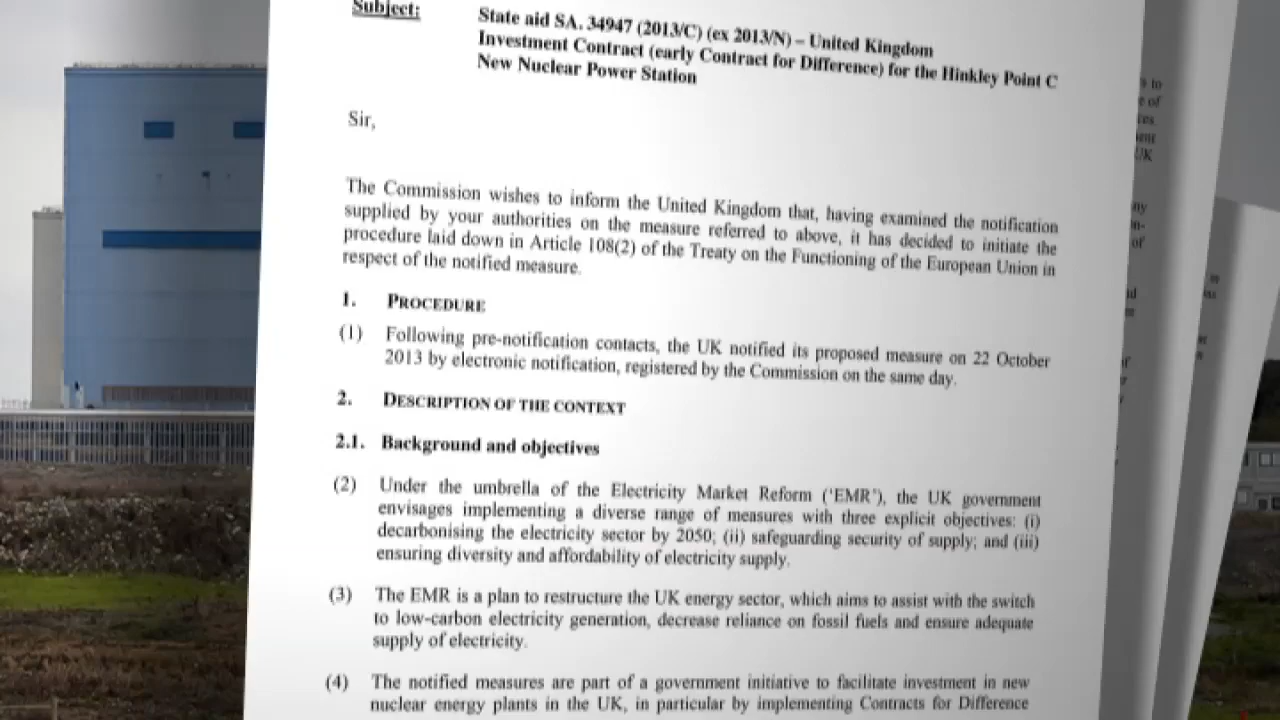 Subject: State aid SA. 34947 (2013/C) (ex 2013/N) – United Kingdom
Investment Contract (early Contract for Difference) for the Hinkley Point C
New Nuclear Power Station
Sir,
The Commission wishes to inform the United Kingdom that, having examined the notification
supplied by your authorities on the measure referred to above, it has decided to initiate the
procedure laid down in Article 108(2) of the Treaty on the Functioning of the European Union in
respect of the notified measure.
1. PROCEDURE
(1) Following pre-notification contacts, the UK notified its proposed measure on 22 October
2013 by electronic notification, registered by the Commission on the same day.
2. DESCRIPTION OF THE CONTEXT
2.1. Background and objectives
(2) Under the umbrella of the Electricity Market Reform ('EMR'), the UK government
envisages implementing a diverse range of measures with three explicit objectives: (i)
decarbonising the electricity sector by 2050; (ii) safeguarding security of supply; and (iii)
ensuring diversity and affordability of electricity supply.
(3) The EMR is a plan to restructure the UK energy sector, which aims to assist with the switch
to low-carbon electricity generation, decrease reliance on fossil fuels and ensure adequate
supply of electricity.
(4) The notified measures are part of a government initiative to facilitate investment in new
nuclear energy plants in the UK, in particular by implementing Contracts for Difference